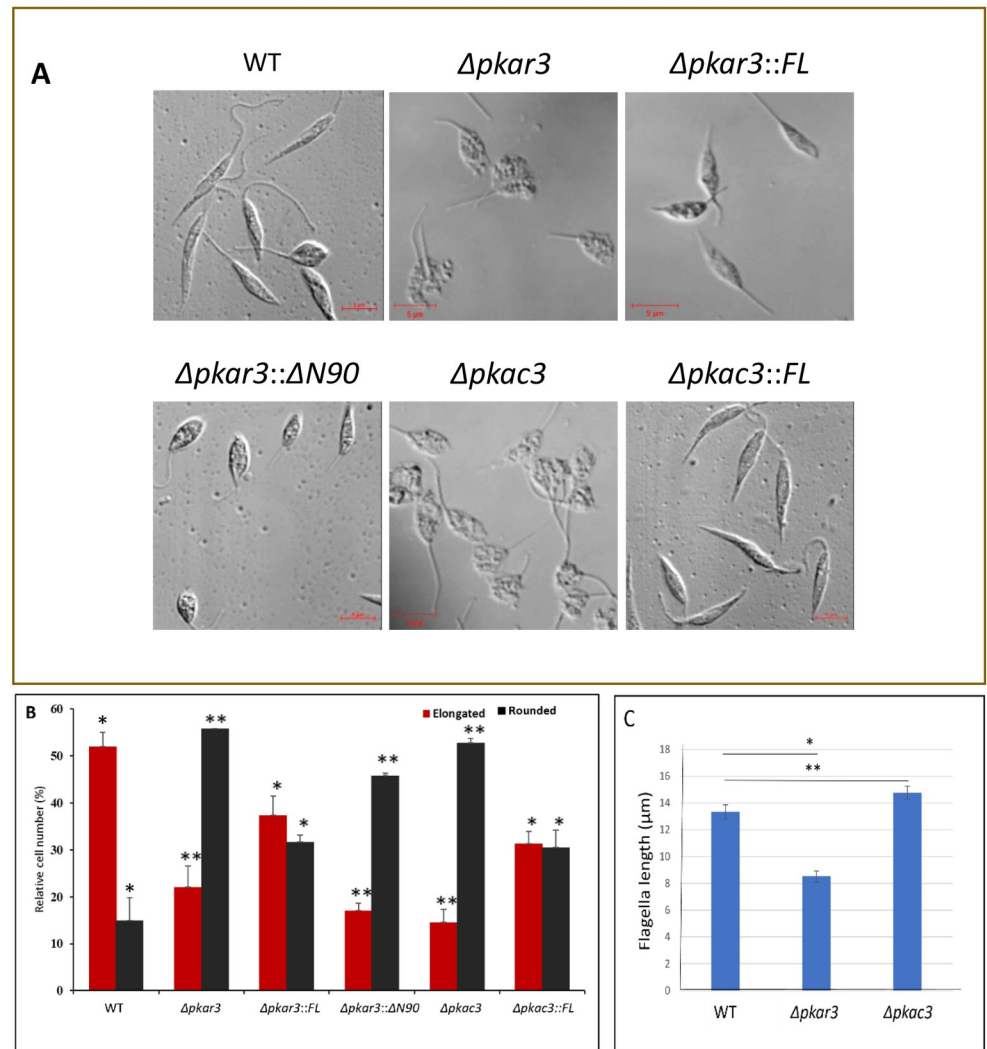 A
WT
Δpkar3
Δpkar3::FL
5 μm
5 μm
Δpkar3::ΔN90
Δpkac3
Δpkac3::FL
B
Elongated
Rounded
Relative cell number (%)
60
50
40
30
20
10
0
*
*
**
**
*
*
**
**
**
**
*
*
WT
Δpkar3
Δpkar3::FL
Δpkar3::ΔN90
Δpkac3
Δpkac3::FL
C
Flagella length (μm)
18
16
14
12
10
8
6
4
2
0
*
**
WT
Δpkar3
Δpkac3